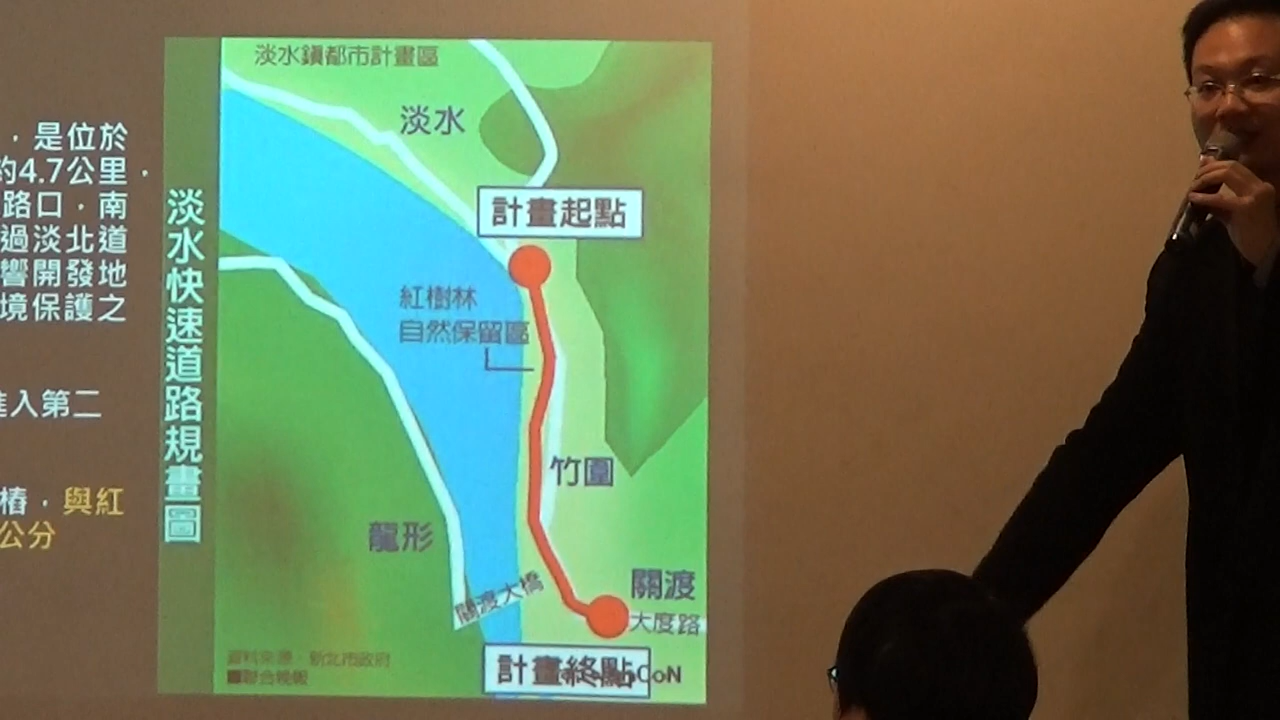 ，是位於
約4.7公里，
路口，南
過淡北道
響開發地
境保護之
進入第二
樁，與紅
公分
淡水快速道路規畫圖
淡水鎮都市計畫區
淡水
計畫起點
紅樹林
自然保留區
竹圍
龍形
關渡大橋
關渡
大度路
資料來源：新北市政府
■聯合晚報
計畫終點